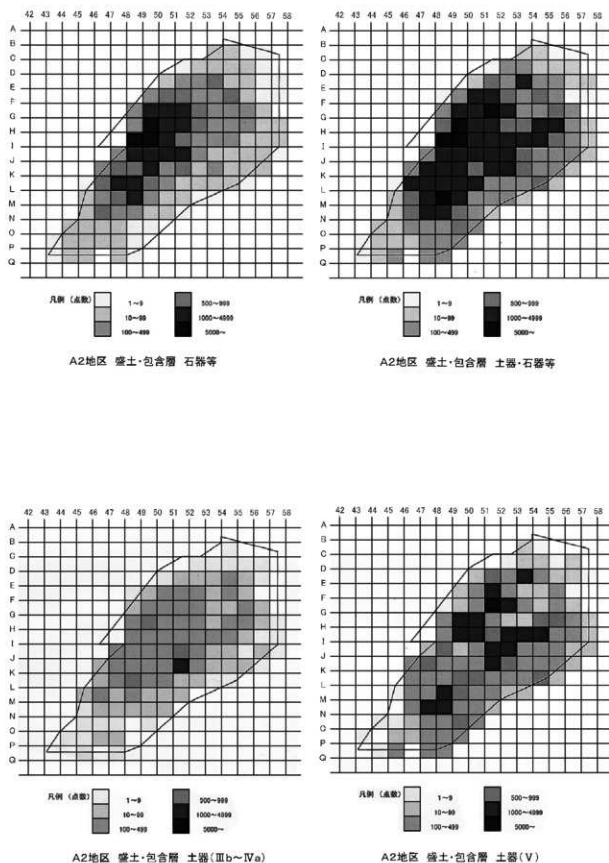 42 43 44 45 46 47 48 49 50 51 52 53 54 55 56 57 58
A
B
C
D
E
F
G
H
I
J
K
L
M
N
O
P
Q
凡例 (点数)
1～9
10～99
100～499
500～999
1000～4999
5000～
A2地区 盛土・包含層 石器等
42 43 44 45 46 47 48 49 50 51 52 53 54 55 56 57 58
A
B
C
D
E
F
G
H
I
J
K
L
M
N
O
P
Q
凡例 (点数)
1～9
10～99
100～499
500～999
1000～4999
5000～
A2地区 盛土・包含層 土器・石器等
42 43 44 45 46 47 48 49 50 51 52 53 54 55 56 57 58
A
B
C
D
E
F
G
H
I
J
K
L
M
N
O
P
Q
凡例 (点数)
1～9
10～99
100～499
500～999
1000～4999
5000～
A2地区 盛土・包含層 土器(Ⅲb～Ⅳa)
42 43 44 45 46 47 48 49 50 51 52 53 54 55 56 57 58
A
B
C
D
E
F
G
H
I
J
K
L
M
N
O
P
Q
凡例 (点数)
1～9
10～99
100～499
500～999
1000～4999
5000～
A2地区 盛土・包含層 土器(Ⅴ)